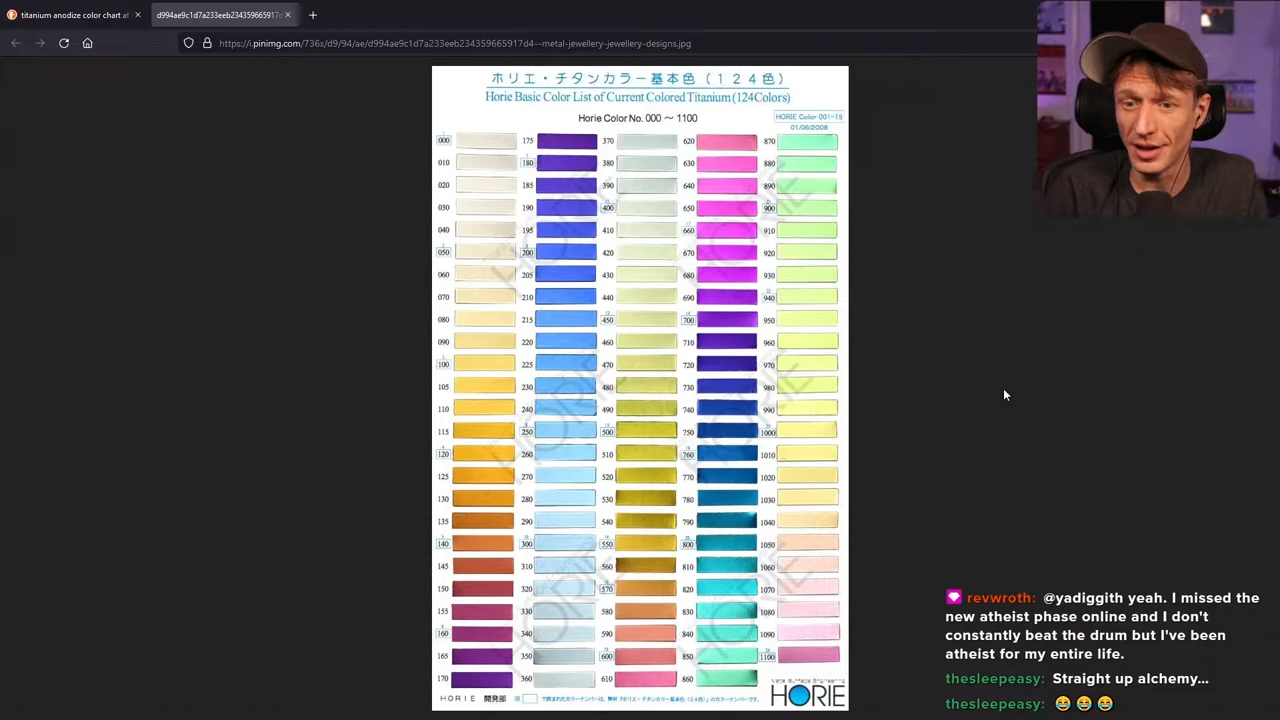 titanium anodize color chart at
d994ae9c1d7a233eeb234359665917d
https://i.pinimg.com/736x/d9/94/ae/d994ae9c1d7a233eeb234359665917d4--metal-jewellery-jewellery-designs.jpg
ホリエ・チタンカラー基本色（１２４色）
Horie Basic Color List of Current Colored Titanium (124Colors)
Horie Color No. 000 〜 1100
HORIE Color 001-19
01/06/2008
000 175 370 620 870
010 180 380 630 880
020 185 390 640 890
030 190 400 650 900
040 195 410 660 910
050 200 420 670 920
060 205 430 680 930
070 210 440 690 940
080 215 450 700 950
090 220 460 710 960
100 225 470 720 970
105 230 480 730 980
110 240 490 740 990
115 250 500 750 1000
120 260 510 760 1010
125 270 520 770 1020
130 280 530 780 1030
135 290 540 790 1040
140 300 550 800 1050
145 310 560 810 1060
150 320 570 820 1070
155 330 580 830 1080
160 340 590 840 1090
165 350 600 850 1100
170 360 610 860
HORIE
HORIE
HORIE
HORIE
HORIE
HORIE
HORIE 開発部
HORIE
revwroth: @yadiggith yeah. I missed the
new atheist phase online and I don't
constantly beat the drum but I've been
atheist for my entire life.
thesleepeasy: Straight up alchemy...
thesleepeasy: 😂 😂 😂